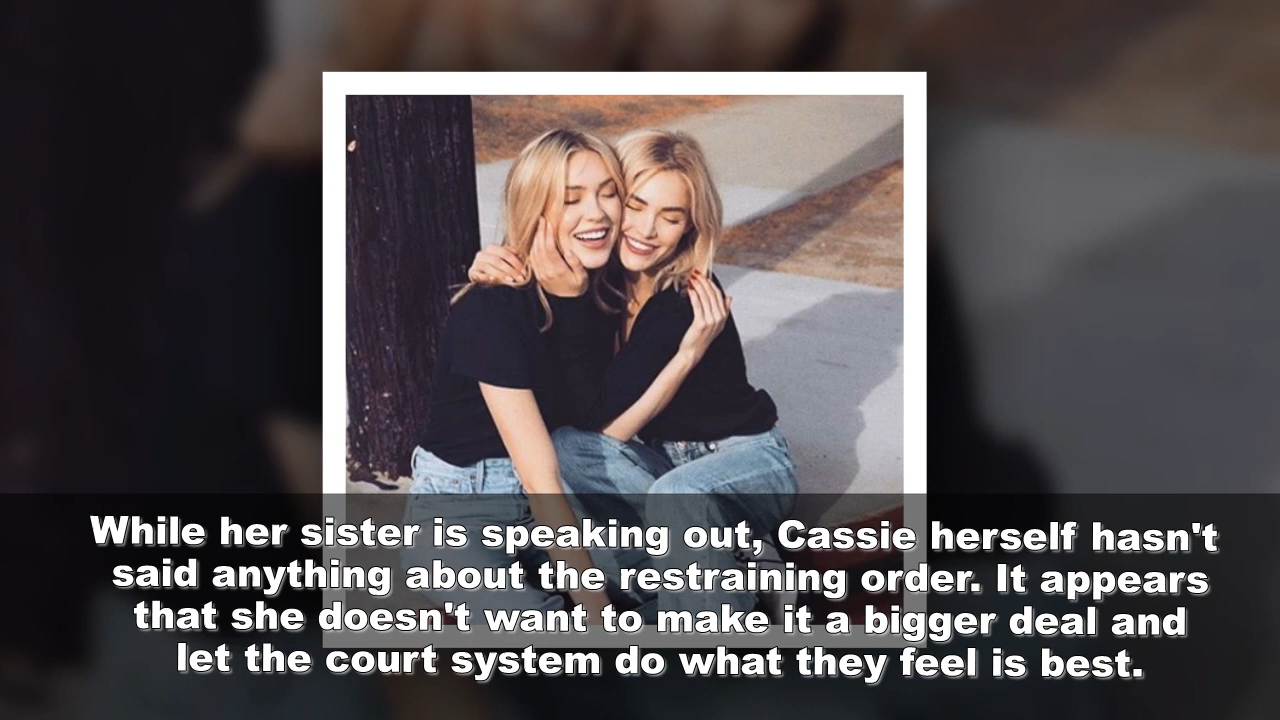 While her sister is speaking out, Cassie herself hasn't
said anything about the restraining order. It appears
that she doesn't want to make it a bigger deal and
let the court system do what they feel is best.